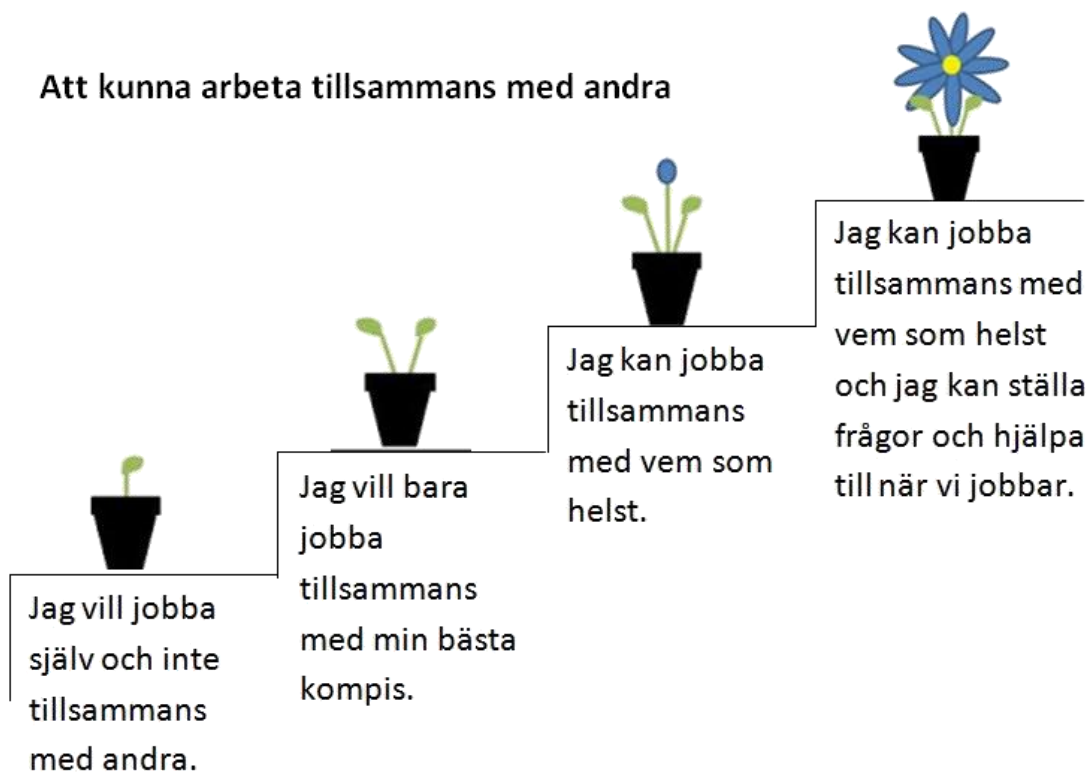 Att kunna arbeta tillsammans med andra
Jag vill jobba
själv och inte
tillsammans
med andra.
Jag vill bara
jobba
tillsammans
med min bästa
kompis.
Jag kan jobba
tillsammans
med vem som
helst.
Jag kan jobba
tillsammans med
vem som helst
och jag kan ställa
frågor och hjälpa
till när vi jobbar.